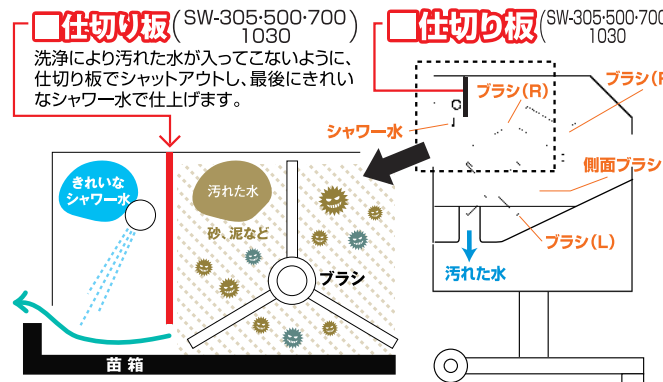 ■仕切り板(SW-305·500·700 1030)
洗浄により汚れた水が入ってこないように、
仕切り板でシャットアウトし、最後にきれい
なシャワー水で仕上げます。
きれいな
シャワー水
汚れた水
砂、泥など
ブラシ
苗箱
■仕切り板(SW-305·500·700
1030
ブラシ(R)
ブラシ(F
シャワー水
側面ブラシ
ブラシ(L)
汚れた水